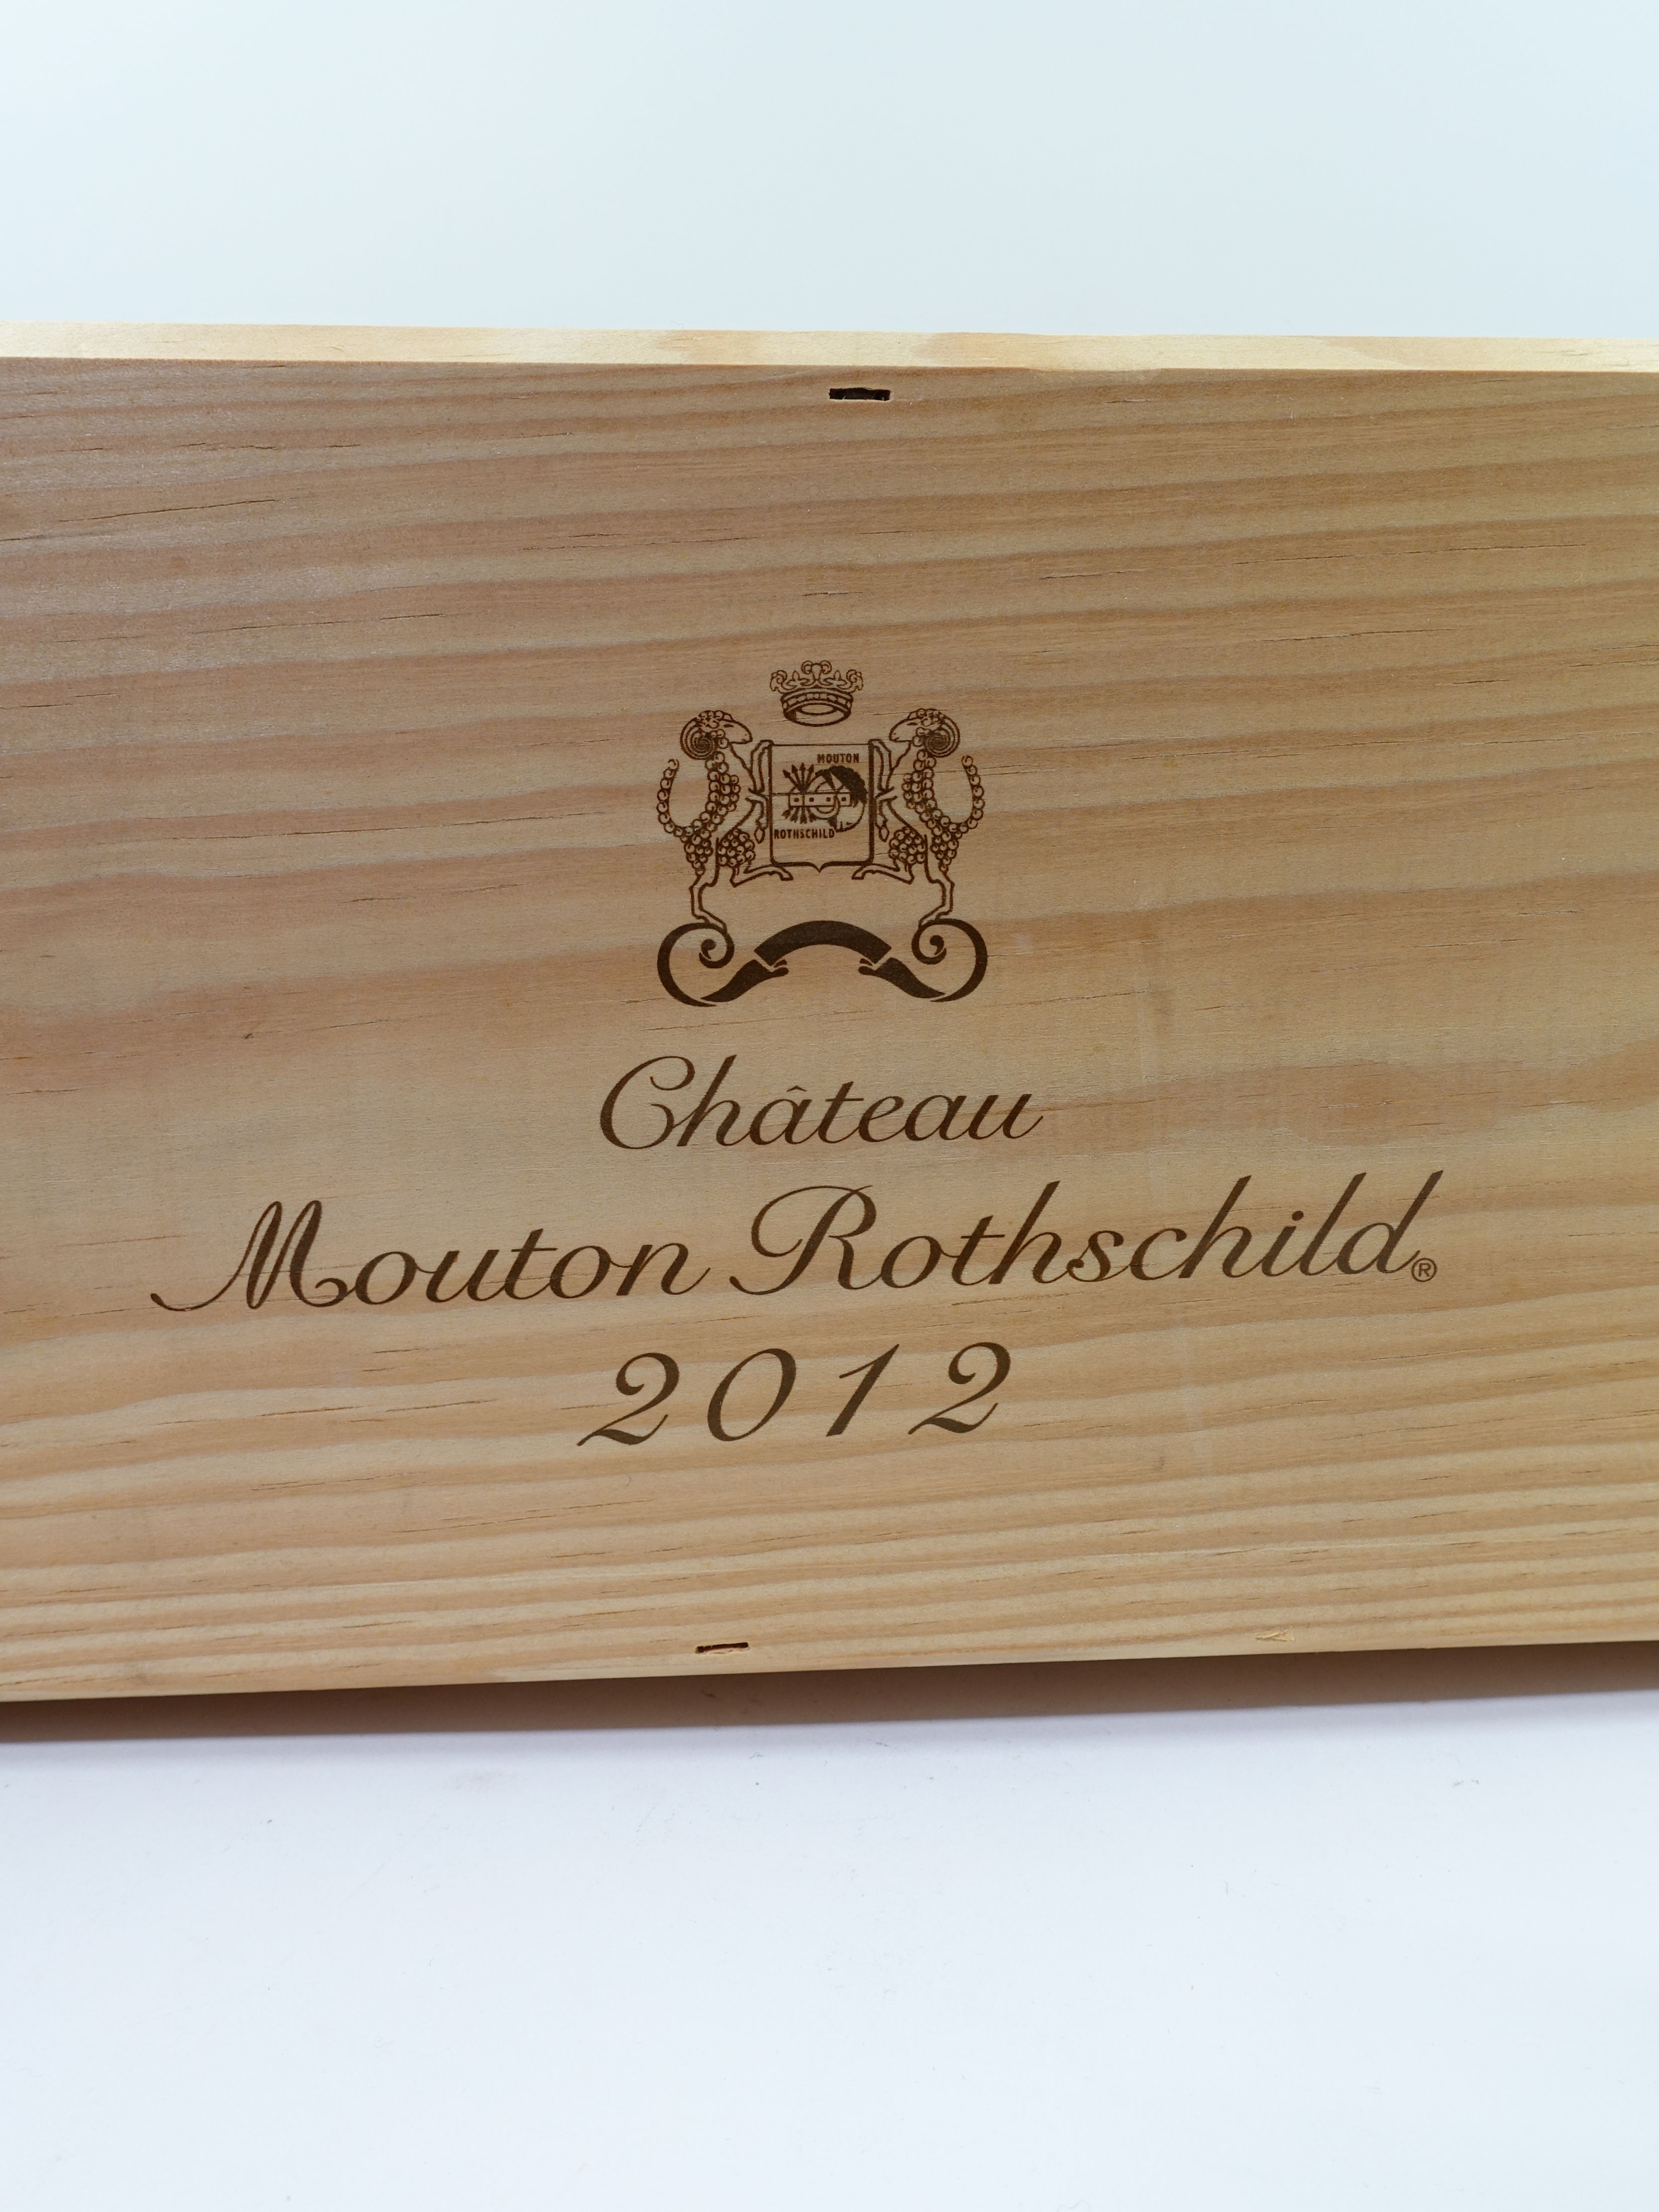 MOUTON
ROTHSCHILD
Château
Mouton Rothschild®
2012